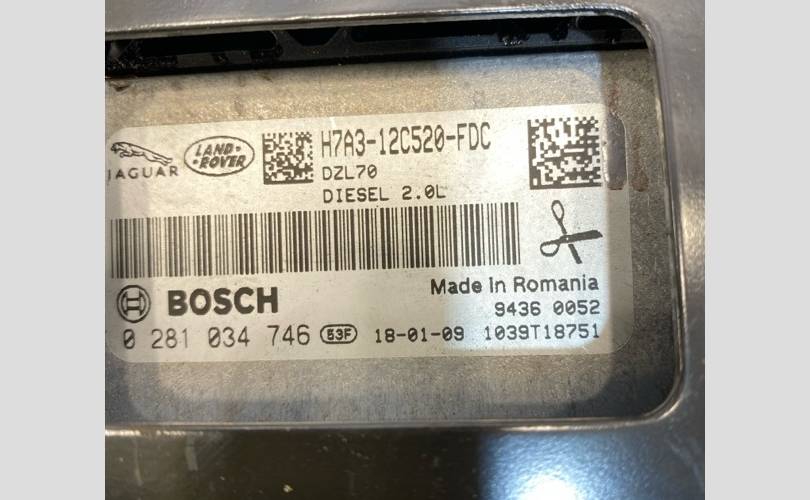 JAGUAR
LAND-
-ROVER
H7A3-12C520-FDC
DZL70
DIESEL 2.0L
BOSCH
Made in Romania
9436 0052
0 281 034 746 53F 18-01-09 1039T18751